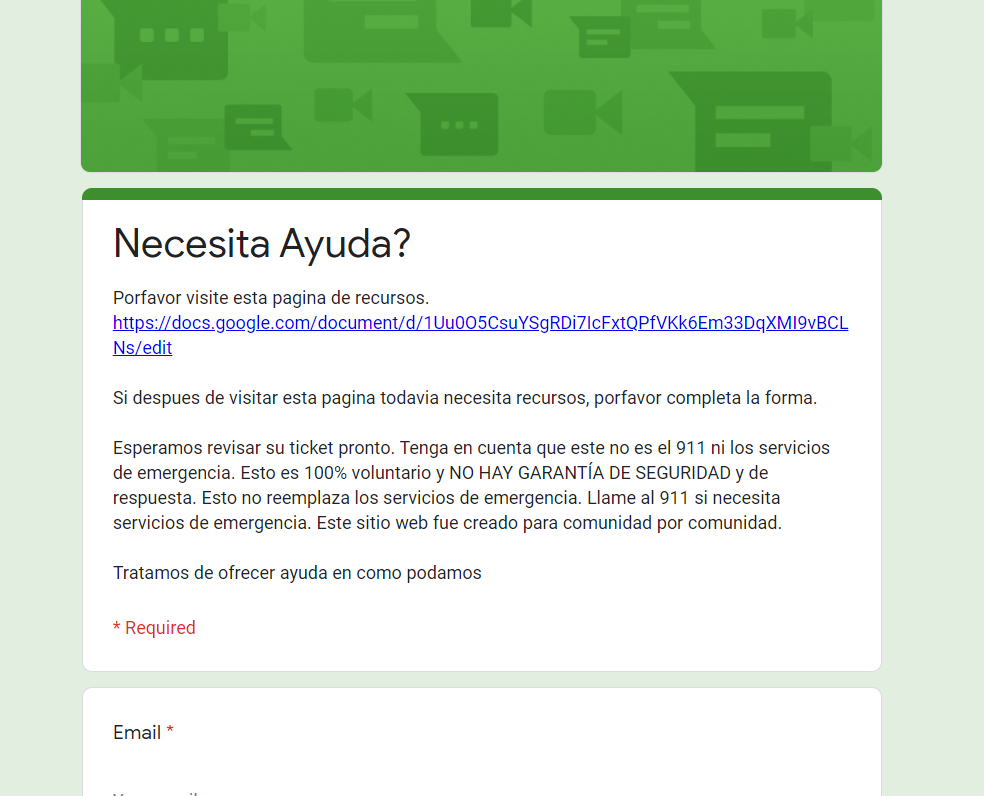 Necesita Ayuda?
Porfavor visite esta pagina de recursos.
https://docs.google.com/document/d/1Uu0O5CsuYSgRDi7IcFxtQPfVKk6Em33DqXMI9vBCL
Ns/edit
Si despues de visitar esta pagina todavia necesita recursos, porfavor completa la forma.
Esperamos revisar su ticket pronto. Tenga en cuenta que este no es el 911 ni los servicios
de emergencia. Esto es 100% voluntario y NO HAY GARANTÍA DE SEGURIDAD y de
respuesta. Esto no reemplaza los servicios de emergencia. Llame al 911 si necesita
servicios de emergencia. Este sitio web fue creado para comunidad por comunidad.
Tratamos de ofrecer ayuda en como podamos
* Required
Email *